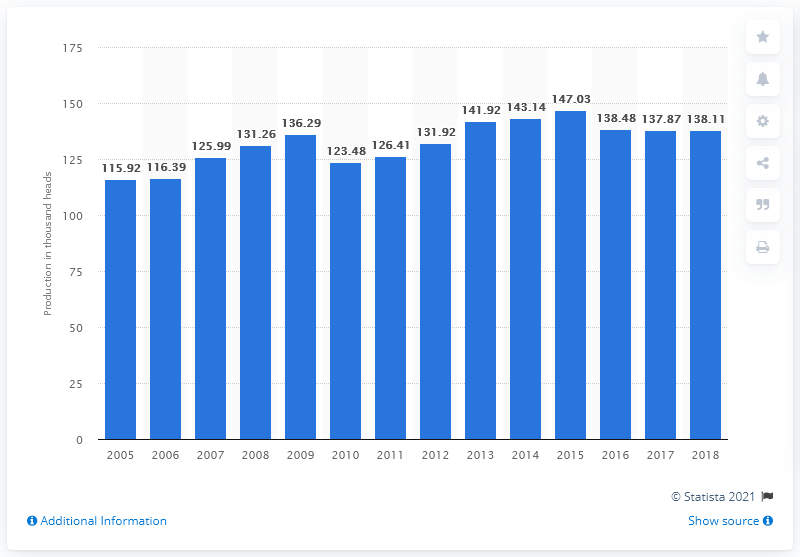 175
150
125
100
75
50
25
0
Production in thousand heads
115.92 116.39 125.99 131.26 136.29 123.48 126.41 131.92 141.92 143.14 147.03 138.48 137.87 138.11
2005 2006 2007 2008 2009 2010 2011 2012 2013 2014 2015 2016 2017 2018
© Statista 2021
Additional Information
Show source